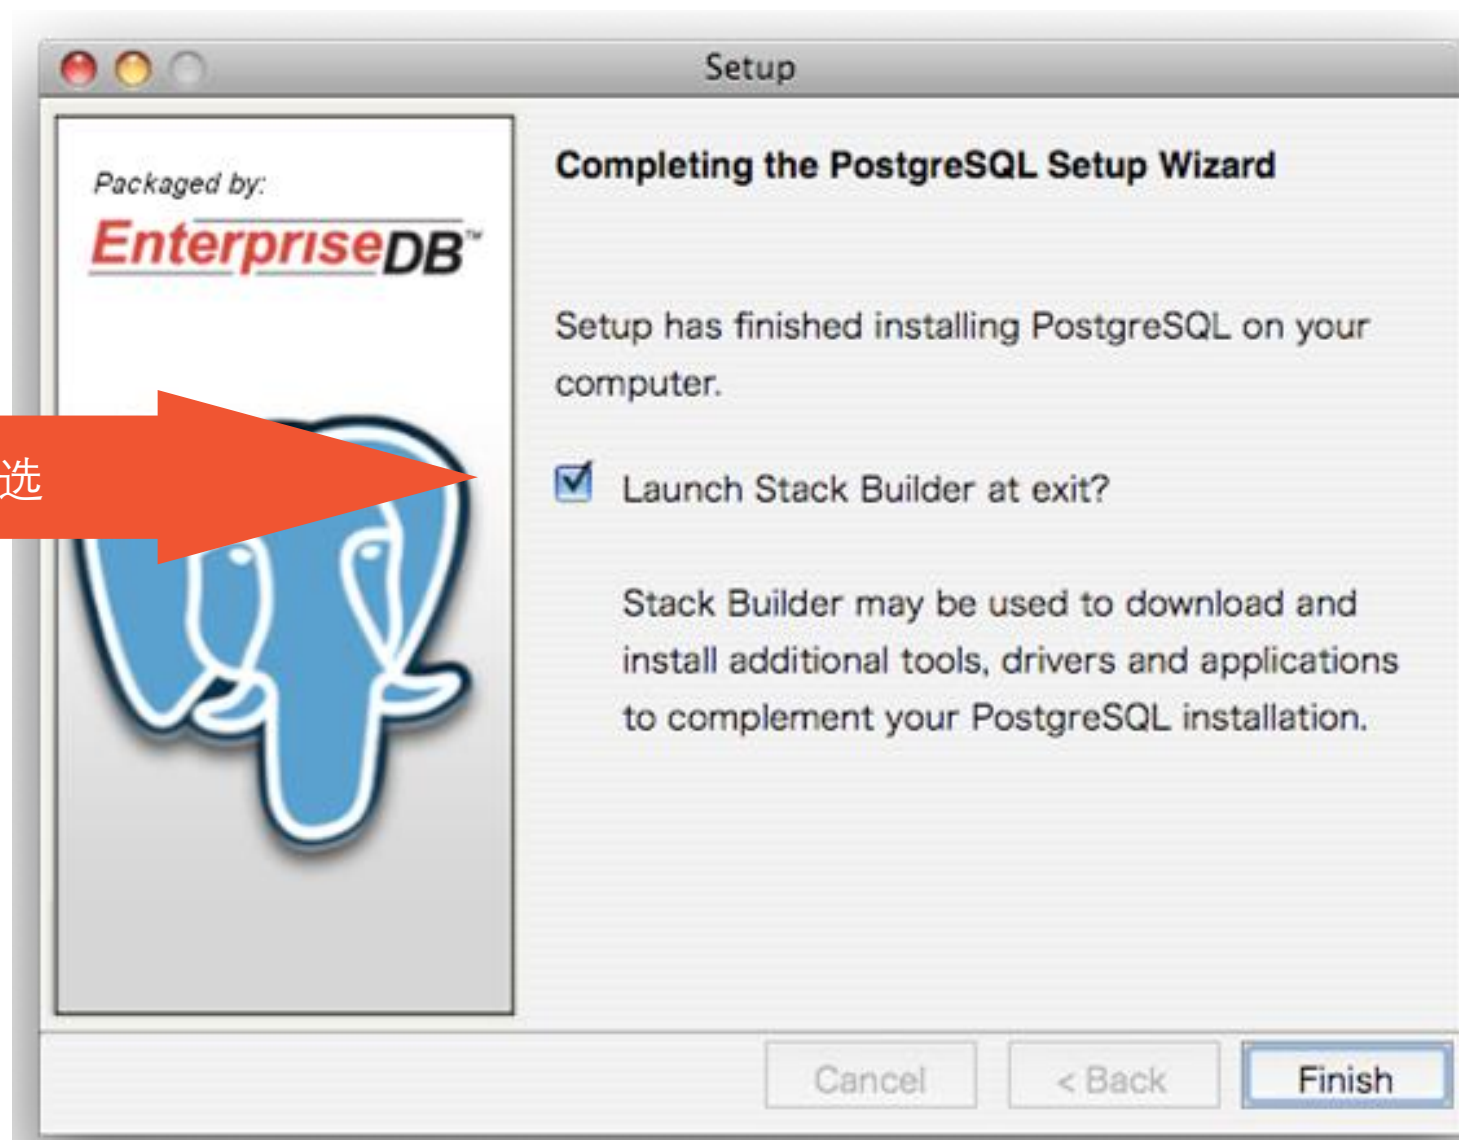 Setup
Packaged by:
EnterpriseDB™
Completing the PostgreSQL Setup Wizard
Setup has finished installing PostgreSQL on your
computer.
选
Launch Stack Builder at exit?
Stack Builder may be used to download and
install additional tools, drivers and applications
to complement your PostgreSQL installation.
Cancel
< Back
Finish